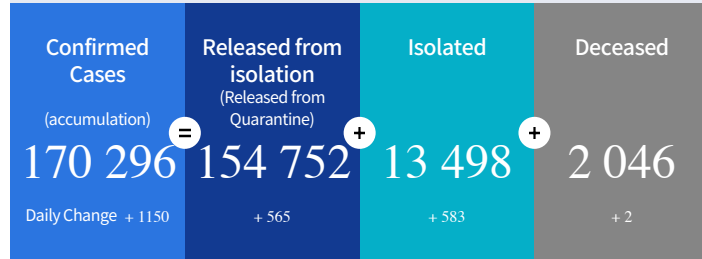 Confirmed
Cases
(accumulation)
170 296
Daily Change + 1150
=
Released from
isolation
(Released from
Quarantine)
154 752
+ 565
+
Isolated
13 498
+ 583
+
Deceased
2 046
+ 2